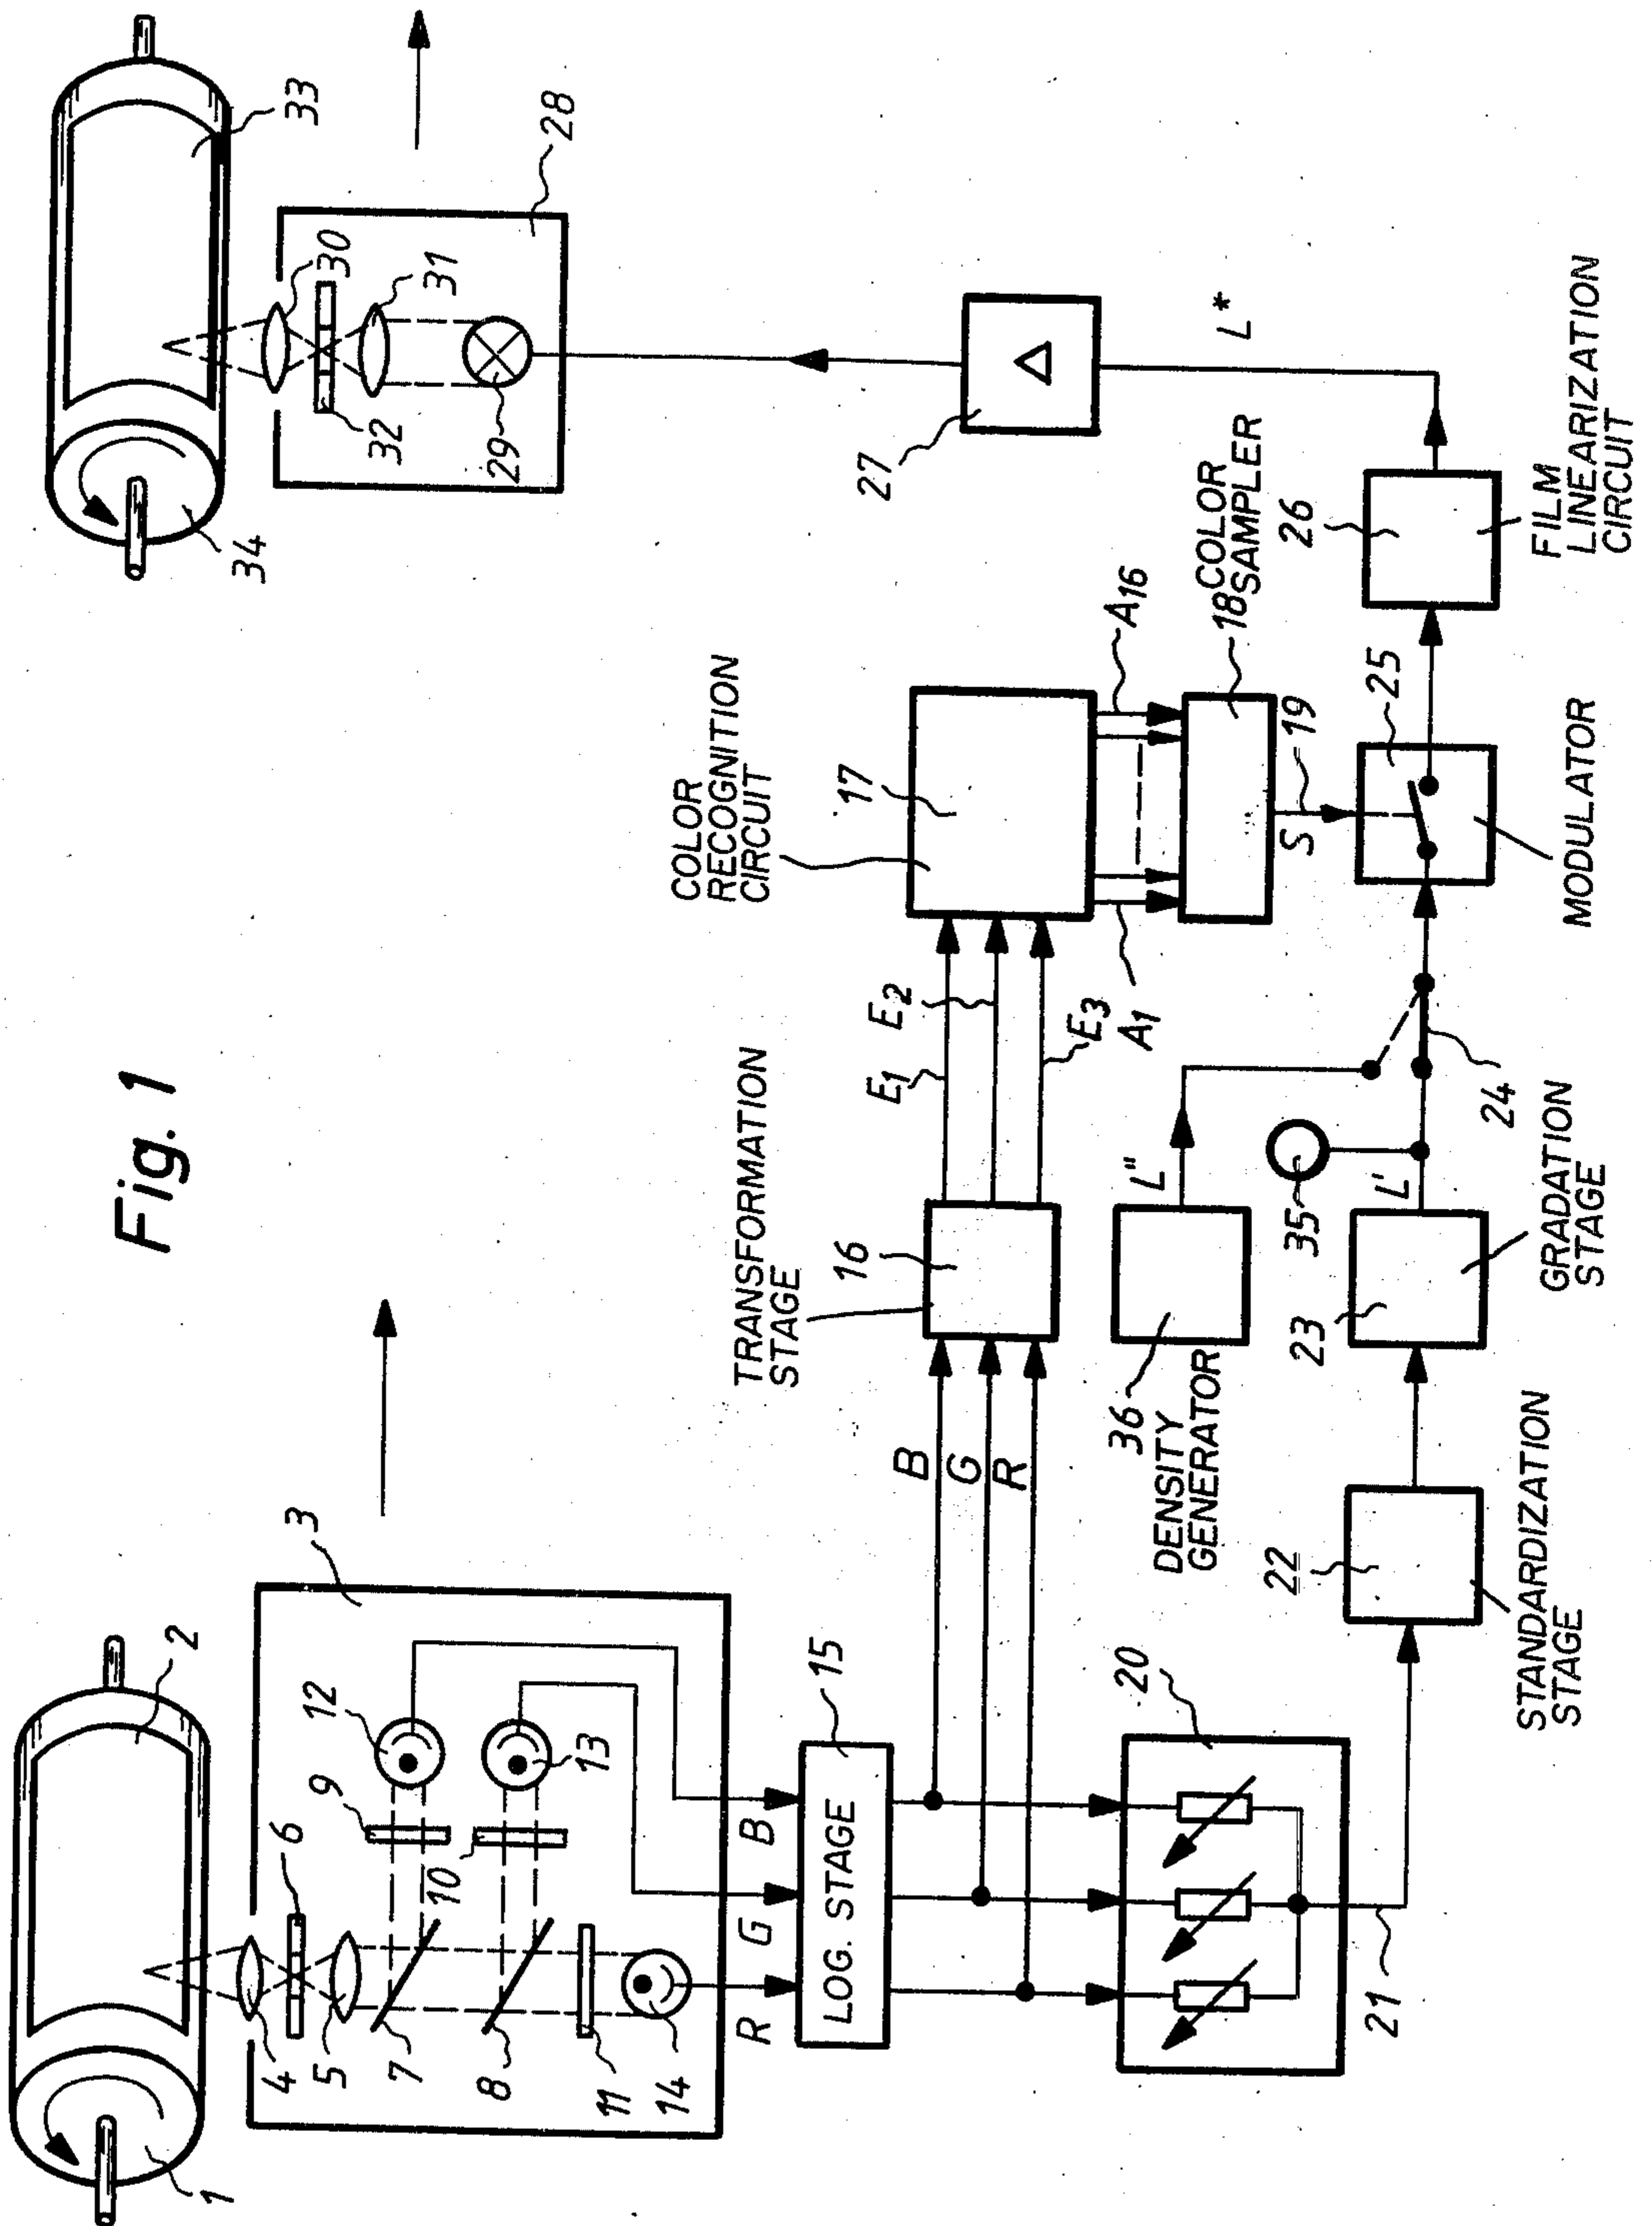 Fig. 1
1
2
3
4
5
6
7
8
9
10
11
12
13
14
R
G
B
LOG. STAGE
15
B
G
R
TRANSFORMATION
STAGE
16
E1
E2
E3
COLOR
RECOGNITION
CIRCUIT
17
A1
A16
18
COLOR
SAMPLER
S
19
20
21
22
STANDARDIZATION
STAGE
23
GRADATION
STAGE
L'
35
36
DENSITY
GENERATOR
L"
24
25
MODULATOR
26
FILM
LINEARIZATION
CIRCUIT
L*
27
Δ
28
29
30
31
32
33
34